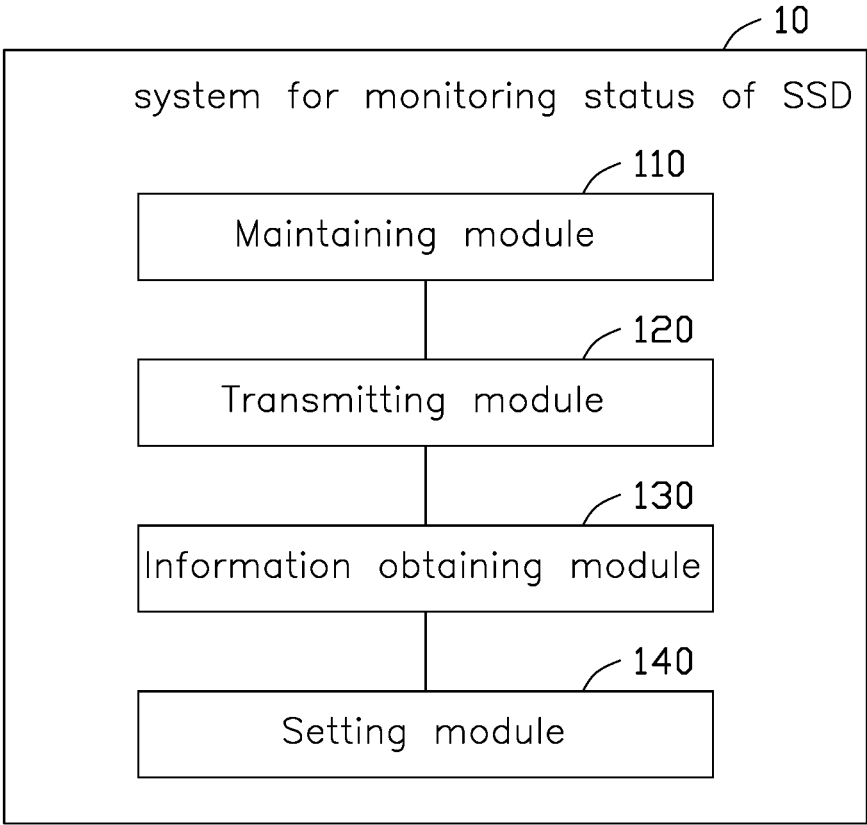 10
system for monitoring status of SSD
110
Maintaining module
120
Transmitting module
130
Information obtaining module
140
Setting module